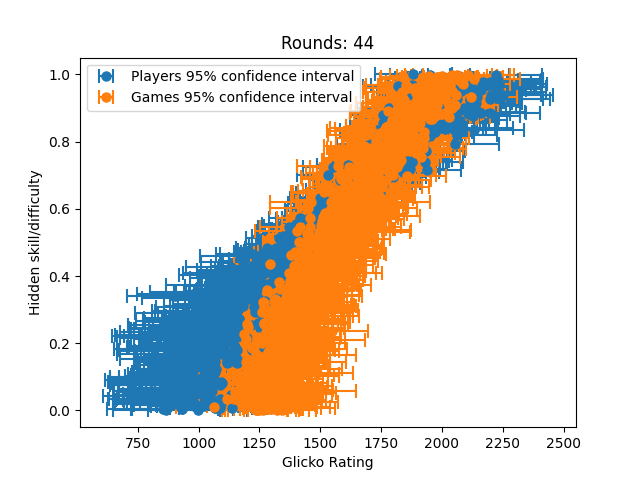 Rounds: 44
Players 95% confidence interval
Games 95% confidence interval
1.0
0.8
0.6
0.4
0.2
0.0
Hidden skill/difficulty
750 1000 1250 1500 1750 2000 2250 2500
Glicko Rating